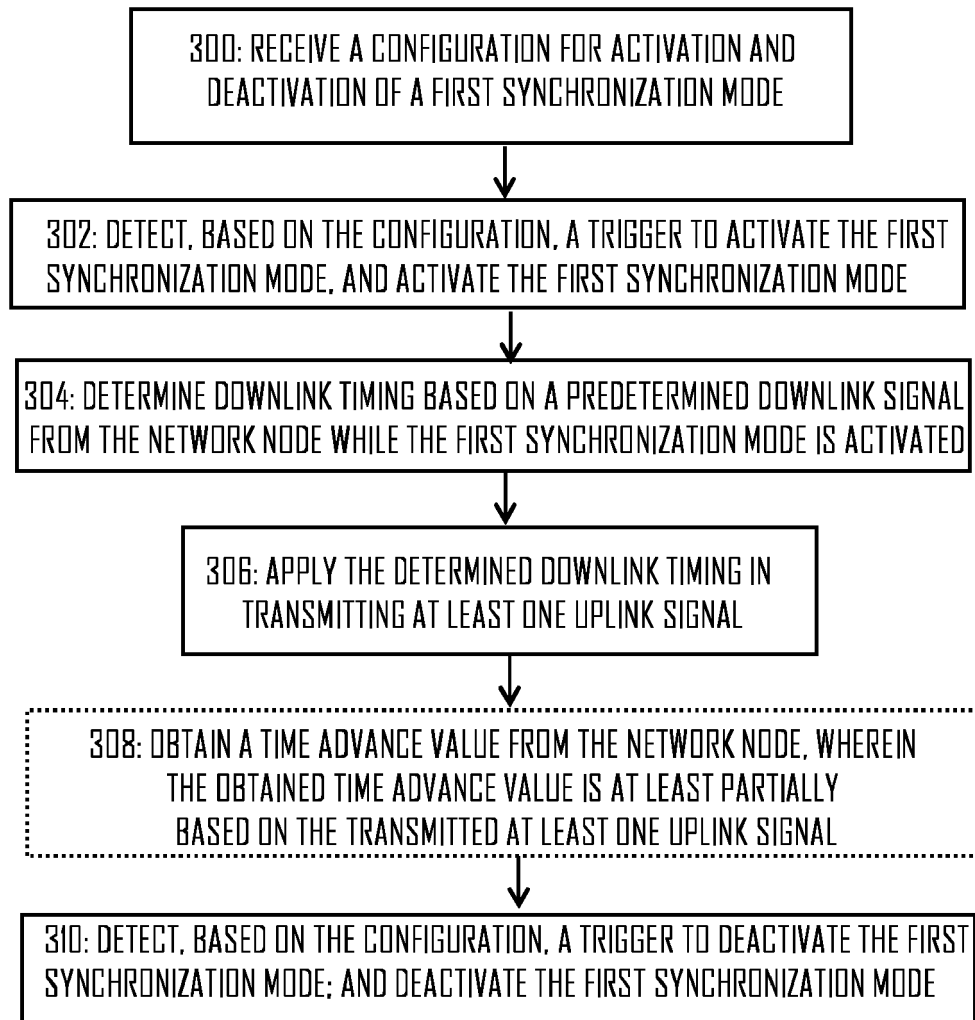 300: RECEIVE A CONFIGURATION FOR ACTIVATION AND
DEACTIVATION OF A FIRST SYNCHRONIZATION MODE
302: DETECT, BASED ON THE CONFIGURATION, A TRIGGER TO ACTIVATE THE FIRST
SYNCHRONIZATION MODE, AND ACTIVATE THE FIRST SYNCHRONIZATION MODE
304: DETERMINE DOWNLINK TIMING BASED ON A PREDETERMINED DOWNLINK SIGNAL
FROM THE NETWORK NODE WHILE THE FIRST SYNCHRONIZATION MODE IS ACTIVATED
306: APPLY THE DETERMINED DOWNLINK TIMING IN
TRANSMITTING AT LEAST ONE UPLINK SIGNAL
308: OBTAIN A TIME ADVANCE VALUE FROM THE NETWORK NODE, WHEREIN
THE OBTAINED TIME ADVANCE VALUE IS AT LEAST PARTIALLY
BASED ON THE TRANSMITTED AT LEAST ONE UPLINK SIGNAL
310: DETECT, BASED ON THE CONFIGURATION, A TRIGGER TO DEACTIVATE THE FIRST
SYNCHRONIZATION MODE; AND DEACTIVATE THE FIRST SYNCHRONIZATION MODE